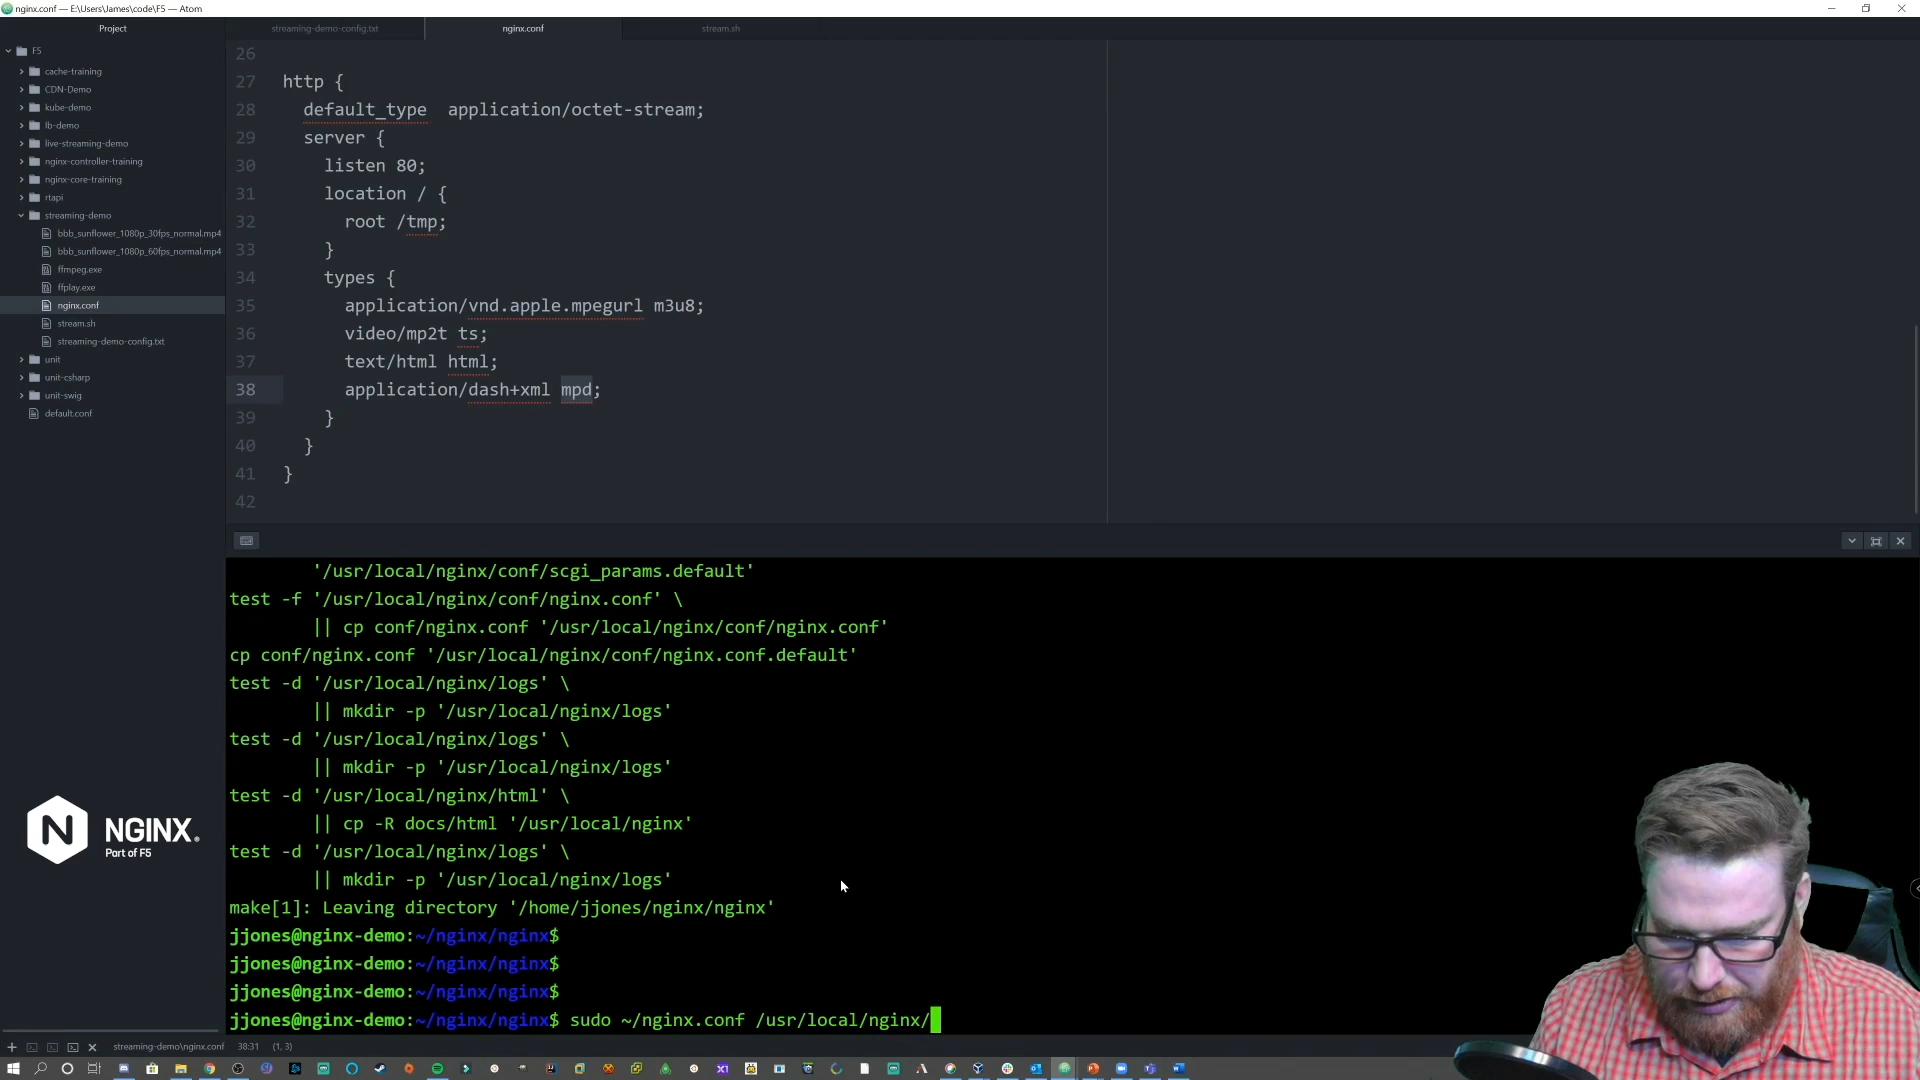 nginx.conf — E:\Users\James\code\F5 — Atom
Project
streaming-demo-config.txt
nginx.conf
stream.sh
F5
cache-training
CDN-Demo
kube-demo
lb-demo
live-streaming-demo
nginx-controller-training
nginx-core-training
rtapi
streaming-demo
bbb_sunflower_1080p_30fps_normal.mp4
bbb_sunflower_1080p_60fps_normal.mp4
ffmpeg.exe
ffplay.exe
nginx.conf
stream.sh
streaming-demo-config.txt
unit
unit-csharp
unit-swig
default.conf
26
27 http {
28 default_type application/octet-stream;
29 server {
30 listen 80;
31 location / {
32 root /tmp;
33 }
34 types {
35 application/vnd.apple.mpegurl m3u8;
36 video/mp2t ts;
37 text/html html;
38 application/dash+xml mpd;
39 }
40 }
41 }
42
'/usr/local/nginx/conf/scgi_params.default'
test -f '/usr/local/nginx/conf/nginx.conf' \
|| cp conf/nginx.conf '/usr/local/nginx/conf/nginx.conf'
cp conf/nginx.conf '/usr/local/nginx/conf/nginx.conf.default'
test -d '/usr/local/nginx/logs' \
|| mkdir -p '/usr/local/nginx/logs'
test -d '/usr/local/nginx/logs' \
|| mkdir -p '/usr/local/nginx/logs'
test -d '/usr/local/nginx/html' \
|| cp -R docs/html '/usr/local/nginx'
test -d '/usr/local/nginx/logs' \
|| mkdir -p '/usr/local/nginx/logs'
make[1]: Leaving directory '/home/jjones/nginx/nginx'
jjones@nginx-demo:~/nginx/nginx$
jjones@nginx-demo:~/nginx/nginx$
jjones@nginx-demo:~/nginx/nginx$
jjones@nginx-demo:~/nginx/nginx$ sudo ~/nginx.conf /usr/local/nginx/
N NGINX
Part of F5
streaming-demo\nginx.conf 38:31 (1, 3)